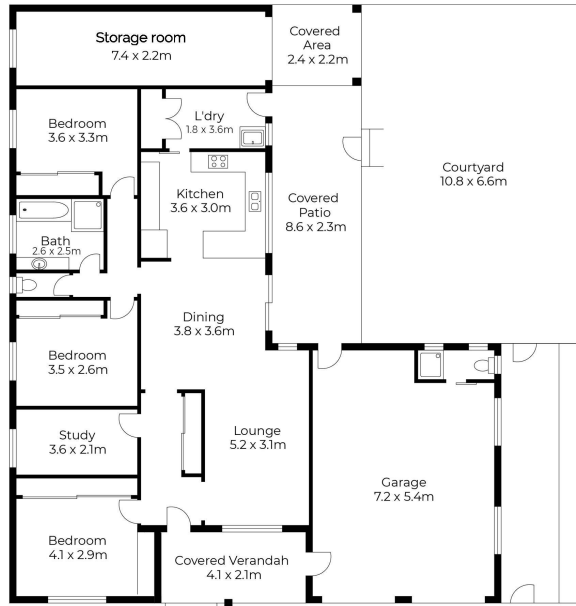 Storage room
7.4 x 2.2m
Covered
Area
2.4 x 2.2m
Bedroom
3.6 x 3.3m
L'dry
1.8 x 3.6m
Kitchen
3.6 x 3.0m
Courtyard
10.8 x 6.6m
Covered
Patio
8.6 x 2.3m
Bath
2.6 x 2.5m
Dining
3.8 x 3.6m
Bedroom
3.5 x 2.6m
Study
3.6 x 2.1m
Lounge
5.2 x 3.1m
Garage
7.2 x 5.4m
Bedroom
4.1 x 2.9m
Covered Verandah
4.1 x 2.1m